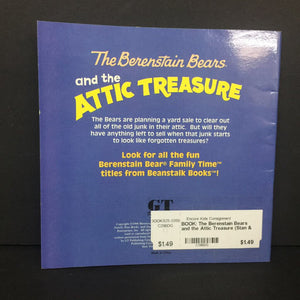 The Berenstain Bears
and the
ATTIC TREASURE
The Bears are planning a yard sale to clear out
all of the old junk in their attic. But will they
have anything left to sell when that junk starts
to look like forgotten treasures?
Look for all the fun
Berenstain Bear® Family Time™
titles from Beanstalk Books™!
GT
Encore Kids Consignment
BOOK: The Berenstain Bears
and the Attic Treasure (Stan &
$1.49
$1.49